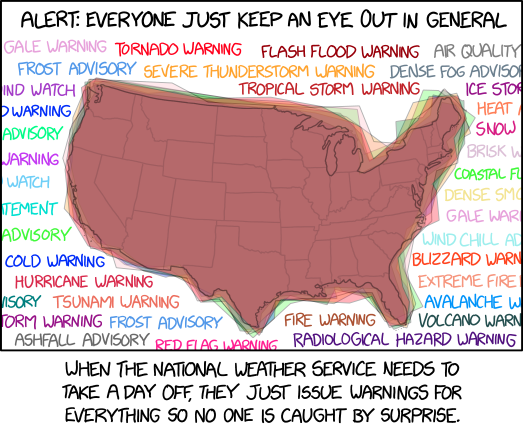 ALERT: EVERYONE JUST KEEP AN EYE OUT IN GENERAL
GALE WARNING TORNADO WARNING FLASH FLOOD WARNING AIR QUALITY
FROST ADVISORY SEVERE THUNDERSTORM WARNING DENSE FOG ADVISOR
IND WATCH TROPICAL STORM WARNING ICE STOR
D WARNING HEAT
ADVISORY SNOW
WARNING BRISK W
WATCH COASTAL FL
TEMENT DENSE SMO
ADVISORY GALE WARN
WIND CHILL AD
COLD WARNING BLIZZARD WARN
HURRICANE WARNING EXTREME FIRE
VISORY TSUNAMI WARNING AVALANCHE W
TORM WARNING FROST ADVISORY FIRE WARNING VOLCANO WARN
ASHFALL ADVISORY RED FLAG WARNING RADIOLOGICAL HAZARD WARNING
WHEN THE NATIONAL WEATHER SERVICE NEEDS TO
TAKE A DAY OFF, THEY JUST ISSUE WARNINGS FOR
EVERYTHING SO NO ONE IS CAUGHT BY SURPRISE.